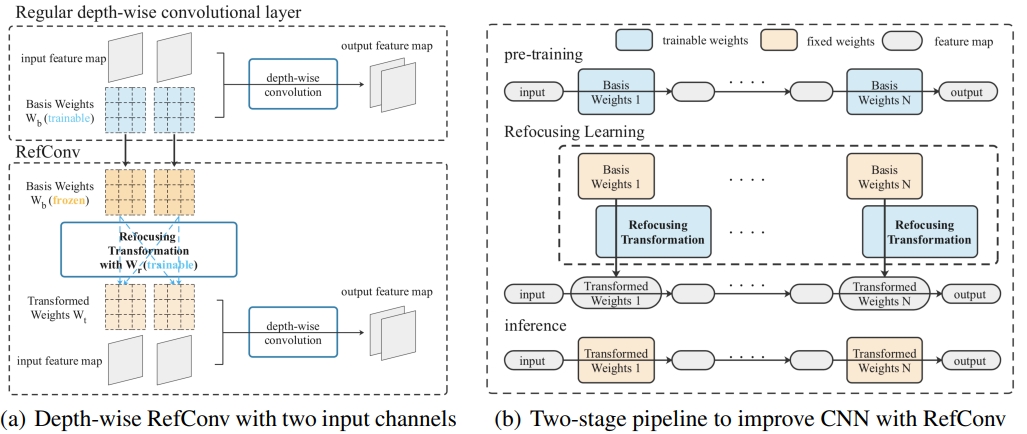 Regular depth-wise convolutional layer
input feature map
output feature map
depth-wise
convolution
Basis Weights
W_b (trainable)
RefConv
Basis Weights
W_b (frozen)
Refocusing
Transformation
with W_r (trainable)
Transformed
Weights W_t
output feature map
depth-wise
convolution
input feature map
(a) Depth-wise RefConv with two input channels
trainable weights
fixed weights
feature map
pre-training
input
Basis
Weights 1
. . . .
Basis
Weights N
output
Refocusing Learning
Basis
Weights 1
. . . .
Basis
Weights N
Refocusing
Transformation
. . . .
Refocusing
Transformation
input
Transformed
Weights 1
. . . .
Transformed
Weights N
output
inference
input
Transformed
Weights 1
. . . .
Transformed
Weights N
output
(b) Two-stage pipeline to improve CNN with RefConv